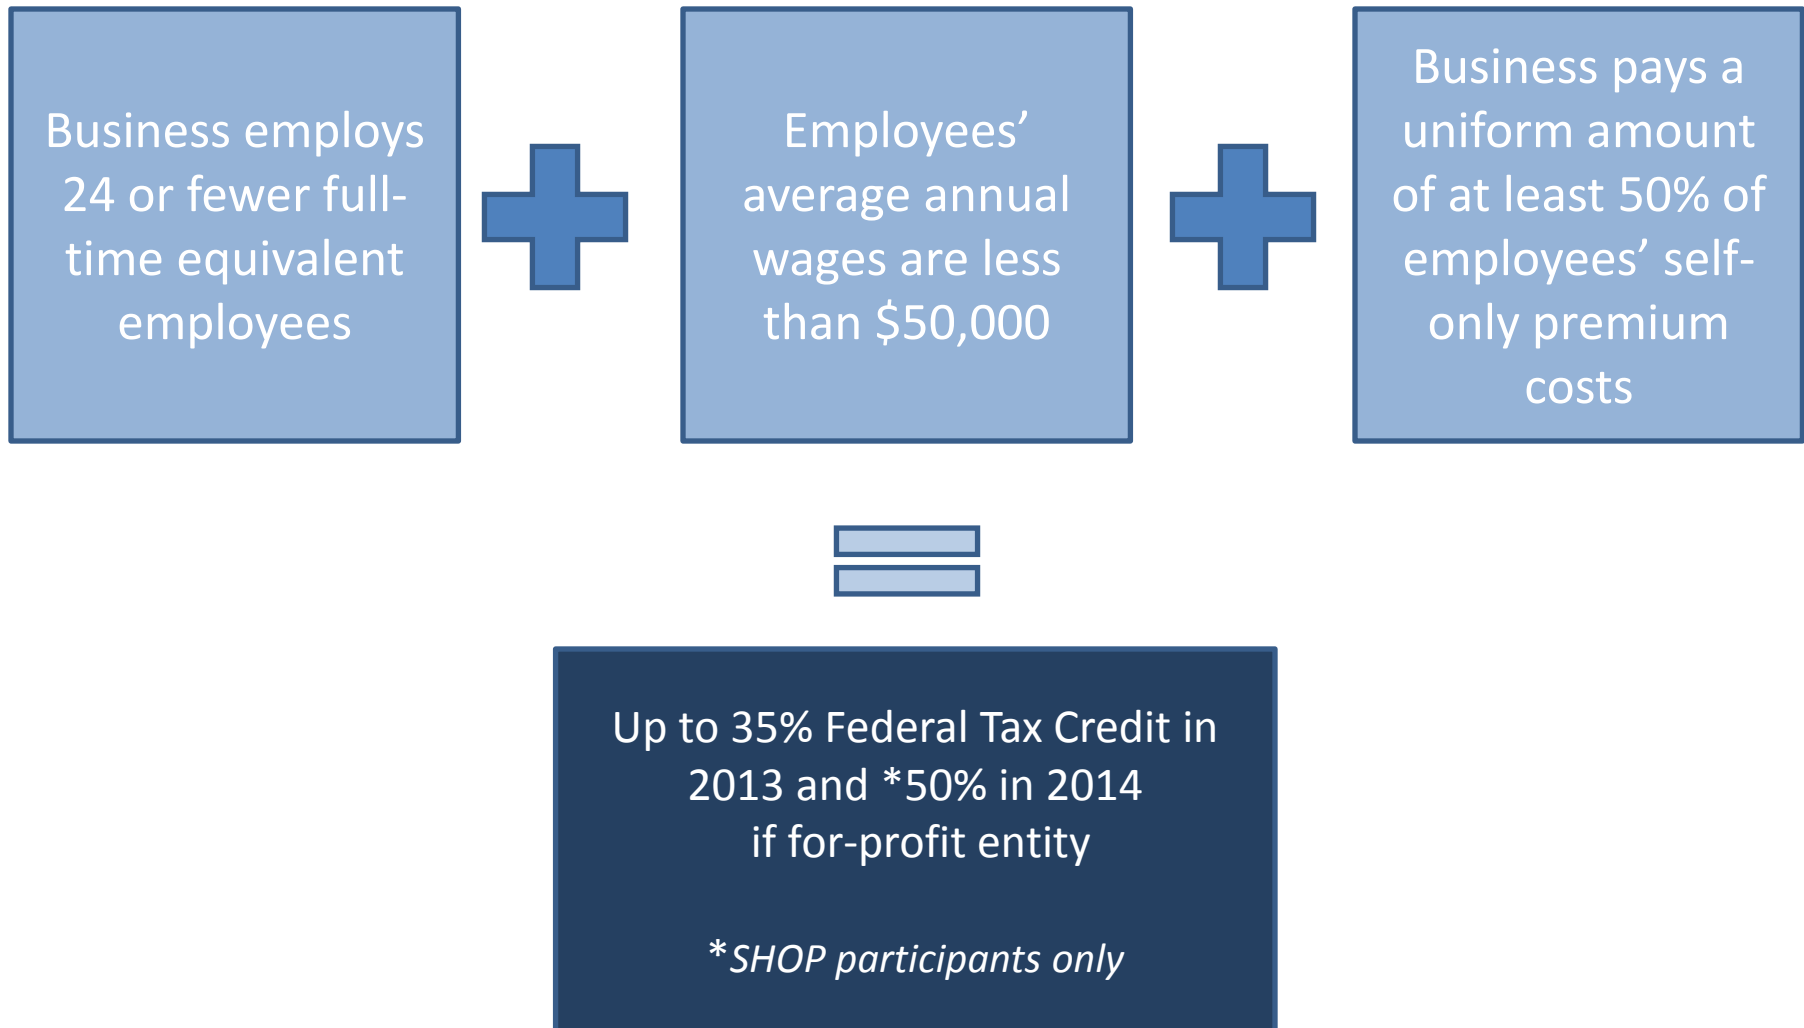 Business employs
24 or fewer full-
time equivalent
employees
Employees’
average annual
wages are less
than $50,000
Business pays a
uniform amount
of at least 50% of
employees’ self-
only premium
costs
Up to 35% Federal Tax Credit in
2013 and *50% in 2014
if for-profit entity
*SHOP participants only